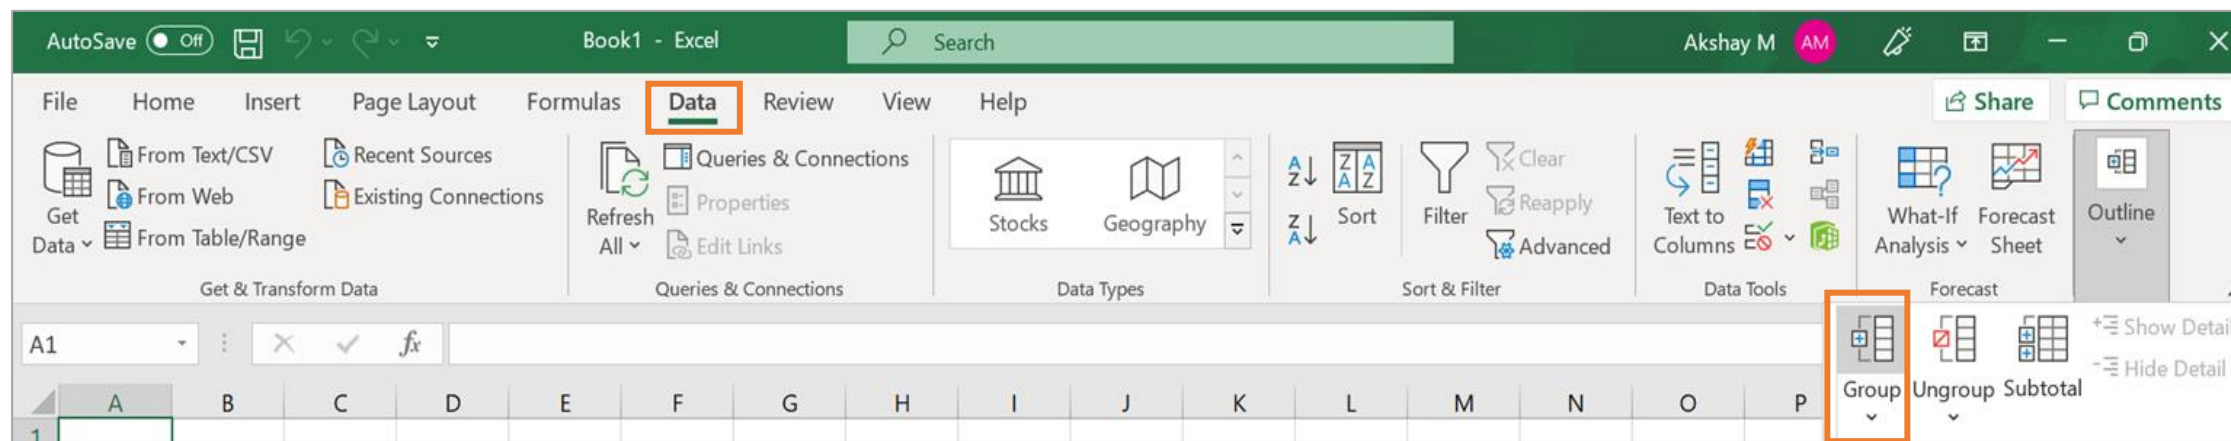 AutoSave Off Book1 - Excel Search Akshay M AM
File Home Insert Page Layout Formulas Data Review View Help Share Comments
Get Data
From Text/CSV
From Web
From Table/Range
Recent Sources
Existing Connections
Get & Transform Data
Refresh All
Queries & Connections
Properties
Edit Links
Queries & Connections
Stocks Geography
Data Types
A Z
Z A
Z A A Z
Sort
Filter
Clear
Reapply
Advanced
Sort & Filter
Text to
Columns
Data Tools
What-If
Analysis
Forecast
Sheet
Forecast
Outline
A1 fx
Group Ungroup Subtotal
Show Detail
Hide Detail
A B C D E F G H I J K L M N O P
1